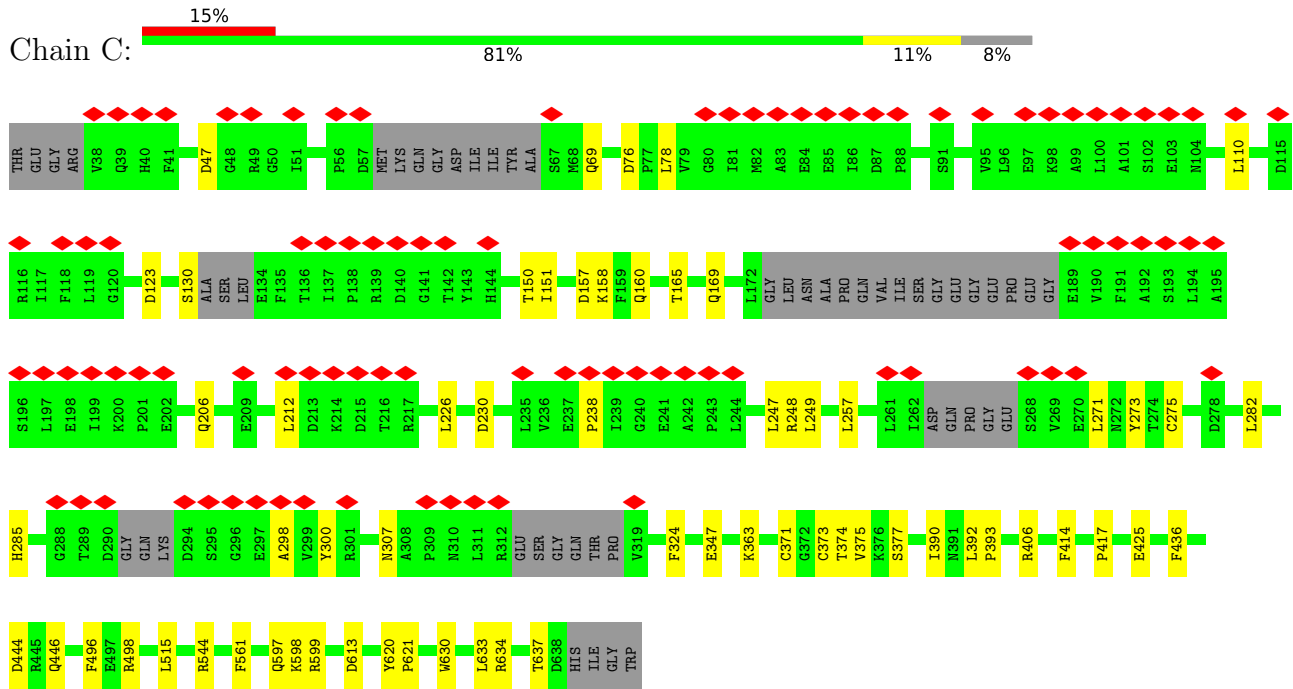 15%
Chain C:
81% 11% 8%
THR GLU GLY ARG V38 Q39 H40 F41 D47 G48 R49 G50 I51 P56 D57 MET LYS GLN GLY ASP ILE ILE TYR ALA S67 M68 Q69 D76 P77 L78 V79 G80 I81 M82 A83 E84 E85 I86 D87 P88 S91 V95 L96 E97 K98 A99 L100 A101 S102 E103 N104 L110 D115
R116 I117 F118 L119 G120 D123 S130 ALA SER LEU E134 F135 T136 I137 P138 R139 D140 G141 T142 Y143 H144 T150 I151 D157 K158 F159 Q160 T165 Q169 L172 GLY LEU ASN ALA PRO GLN VAL ILE SER GLY GLU GLY GLU PRO GLU GLY E189 V190 F191 A192 S193 L194 A195
S196 L197 E198 I199 K200 P201 E202 Q206 E209 L212 D213 K214 D215 T216 R217 L226 D230 L235 V236 E237 P238 I239 G240 E241 A242 P243 L244 L247 R248 L249 L257 L261 I262 ASP GLN PRO GLY GLU S268 V269 E270 L271 N272 Y273 T274 C275 D278 L282
H285 G288 T289 D290 GLY GLN LYS D294 S295 G296 E297 A298 V299 Y300 R301 N307 A308 P309 N310 L311 R312 GLU SER GLY GLN THR PRO V319 F324 E347 K363 C371 G372 C373 T374 V375 K376 S377 I390 N391 L392 P393 R406 F414 P417 E425 F436
D444 R445 Q446 F496 E497 R498 L515 R544 F561 Q597 K598 R599 D613 Y620 P621 W630 L633 R634 T637 D638 HIS ILE GLY TRP